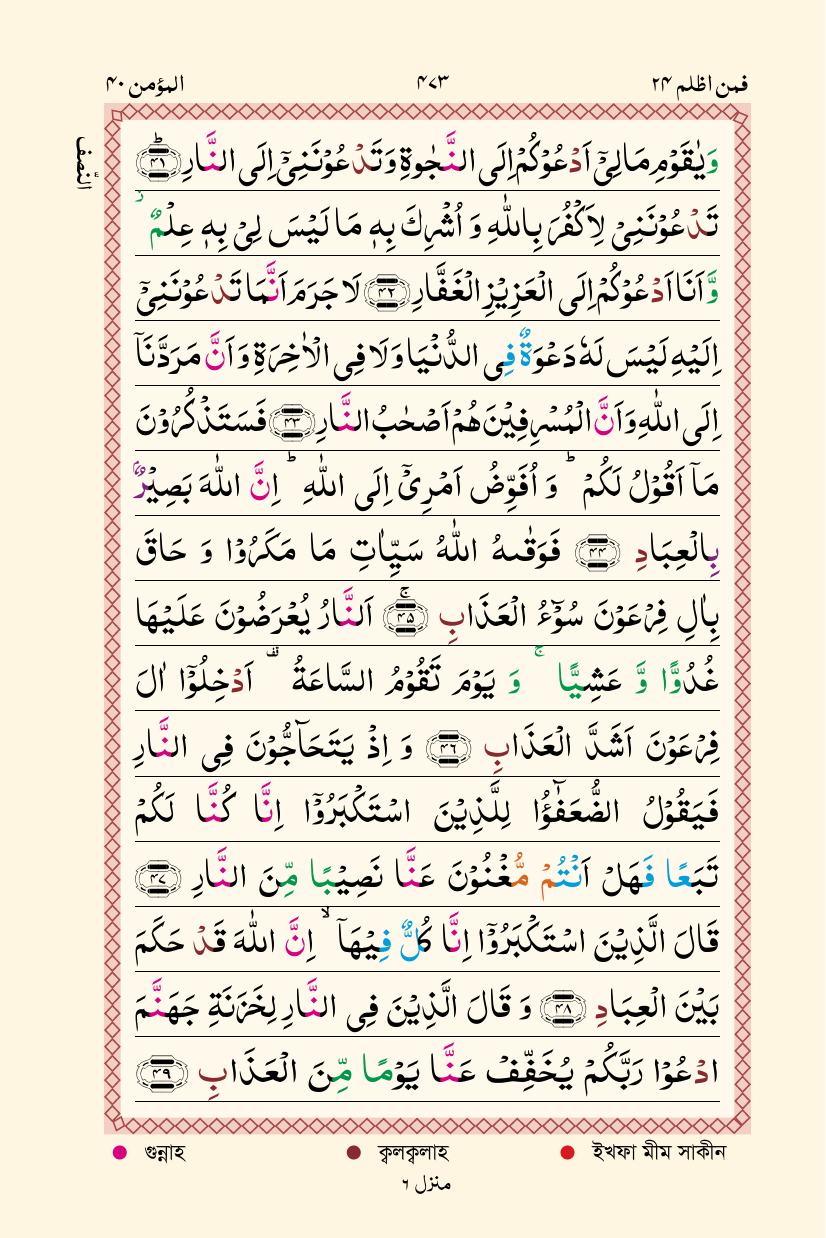 فمن اظلم ٢٤
٤٧٣
المؤمن ٤٠
النّصف
وَيٰقَوْمِ مَا لِيْٓ اَدْعُوْكُمْ اِلَى النَّجٰوةِ وَتَدْعُوْنَنِيْٓ اِلَى النَّارِ ؕ ﴿٤١﴾
تَدْعُوْنَنِيْ لِاَكْفُرَ بِاللّٰهِ وَ اُشْرِكَ بِهٖ مَا لَيْسَ لِيْ بِهٖ عِلْمٌ ؗ
وَّاَنَا اَدْعُوْكُمْ اِلَى الْعَزِيْزِ الْغَفَّارِ ﴿٤٢﴾ لَا جَرَمَ اَنَّمَا تَدْعُوْنَنِيْٓ
اِلَيْهِ لَيْسَ لَهٗ دَعْوَةٌ فِى الدُّنْيَا وَلَا فِى الْاٰخِرَةِ وَاَنَّ مَرَدَّنَآ
اِلَى اللّٰهِ وَاَنَّ الْمُسْرِفِيْنَ هُمْ اَصْحٰبُ النَّارِ ﴿٤٣﴾ فَسَتَذْكُرُوْنَ
مَآ اَقُوْلُ لَكُمْ ؕ وَ اُفَوِّضُ اَمْرِيْٓ اِلَى اللّٰهِ ؕ اِنَّ اللّٰهَ بَصِيْرٌۢ
بِالْعِبَادِ ﴿٤٤﴾ فَوَقٰىهُ اللّٰهُ سَيِّاٰتِ مَا مَكَرُوْا وَ حَاقَ
بِاٰلِ فِرْعَوْنَ سُوْٓءُ الْعَذَابِ ۚ ﴿٤٥﴾ اَلنَّارُ يُعْرَضُوْنَ عَلَيْهَا
غُدُوًّا وَّ عَشِيًّا ۚ وَ يَوْمَ تَقُوْمُ السَّاعَةُ ۫ اَدْخِلُوْٓا اٰلَ
فِرْعَوْنَ اَشَدَّ الْعَذَابِ ﴿٤٦﴾ وَ اِذْ يَتَحَآجُّوْنَ فِى النَّارِ
فَيَقُوْلُ الضُّعَفٰٓؤُا لِلَّذِيْنَ اسْتَكْبَرُوْٓا اِنَّا كُنَّا لَكُمْ
تَبَعًا فَهَلْ اَنْتُمْ مُّغْنُوْنَ عَنَّا نَصِيْبًا مِّنَ النَّارِ ﴿٤٧﴾
قَالَ الَّذِيْنَ اسْتَكْبَرُوْٓا اِنَّا كُلٌّ فِيْهَآ ۙ اِنَّ اللّٰهَ قَدْ حَكَمَ
بَيْنَ الْعِبَادِ ﴿٤٨﴾ وَ قَالَ الَّذِيْنَ فِى النَّارِ لِخَزَنَةِ جَهَنَّمَ
ادْعُوْا رَبَّكُمْ يُخَفِّفْ عَنَّا يَوْمًا مِّنَ الْعَذَابِ ﴿٤٩﴾
গুন্নাহ ক্বলক্বলাহ ইখফা মীম সাকীন
منزل ٦